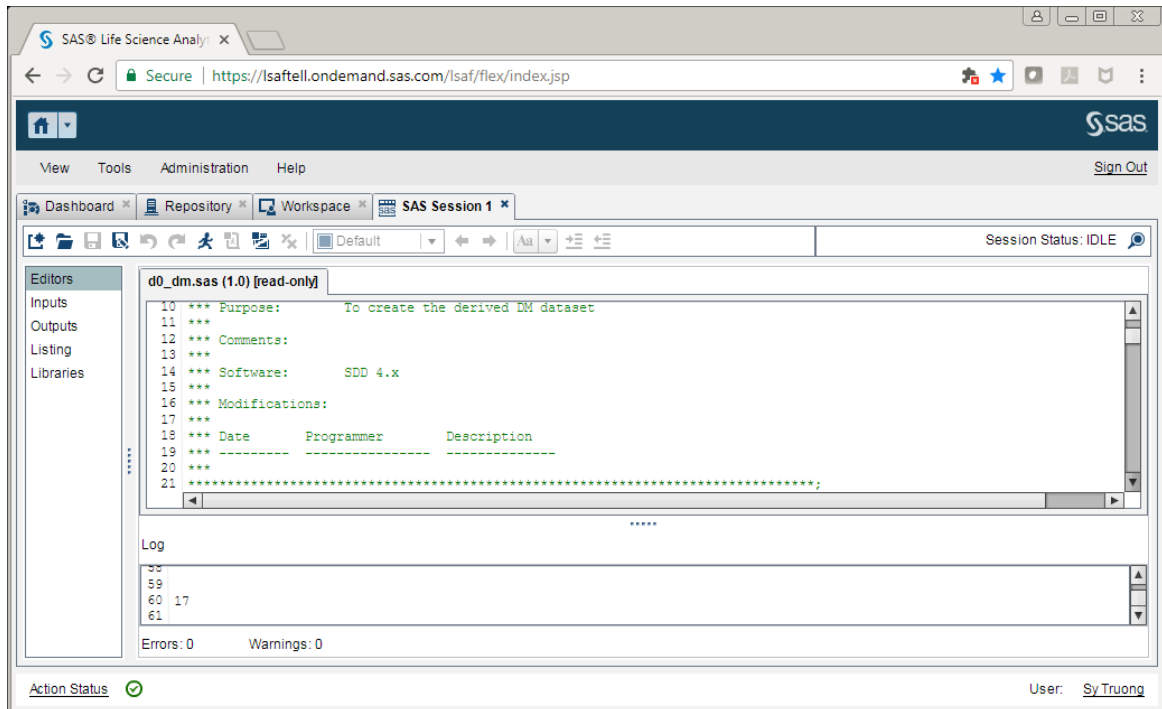 SAS® Life Science Analyt
Secure | https://lsaftell.ondemand.sas.com/lsaf/flex/index.jsp
sas
View Tools Administration Help Sign Out
Dashboard Repository Workspace SAS Session 1
Default Aa Session Status: IDLE
Editors
Inputs
Outputs
Listing
Libraries
d0_dm.sas (1.0) [read-only]
10 *** Purpose: To create the derived DM dataset
11 ***
12 *** Comments:
13 ***
14 *** Software: SDD 4.x
15 ***
16 *** Modifications:
17 ***
18 *** Date Programmer Description
19 *** --------- ---------------- --------------
20 ***
21 ********************************************************************************;
Log
59
60 17
61
Errors: 0 Warnings: 0
Action Status User: Sy Truong